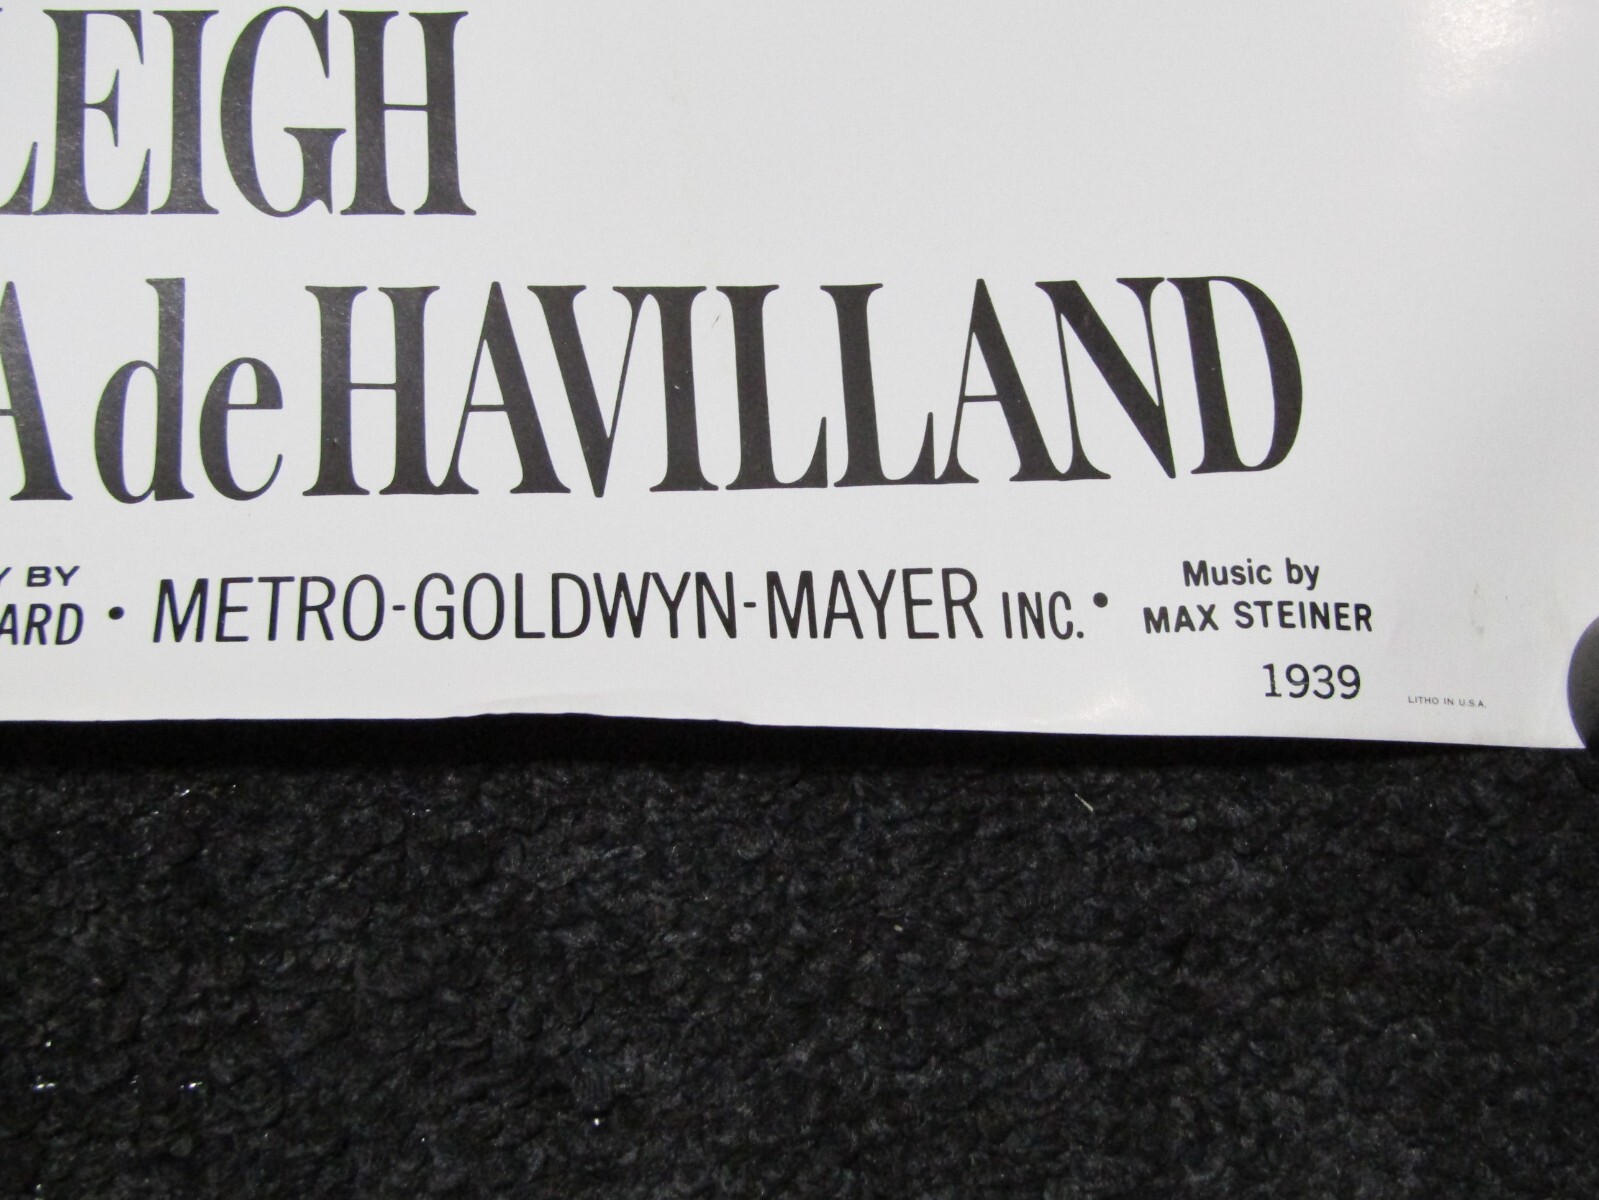 LEIGH
A de HAVILLAND
Y BY
ARD • METRO-GOLDWYN-MAYER INC. •
Music by
MAX STEINER
1939
LITHO IN U.S.A.